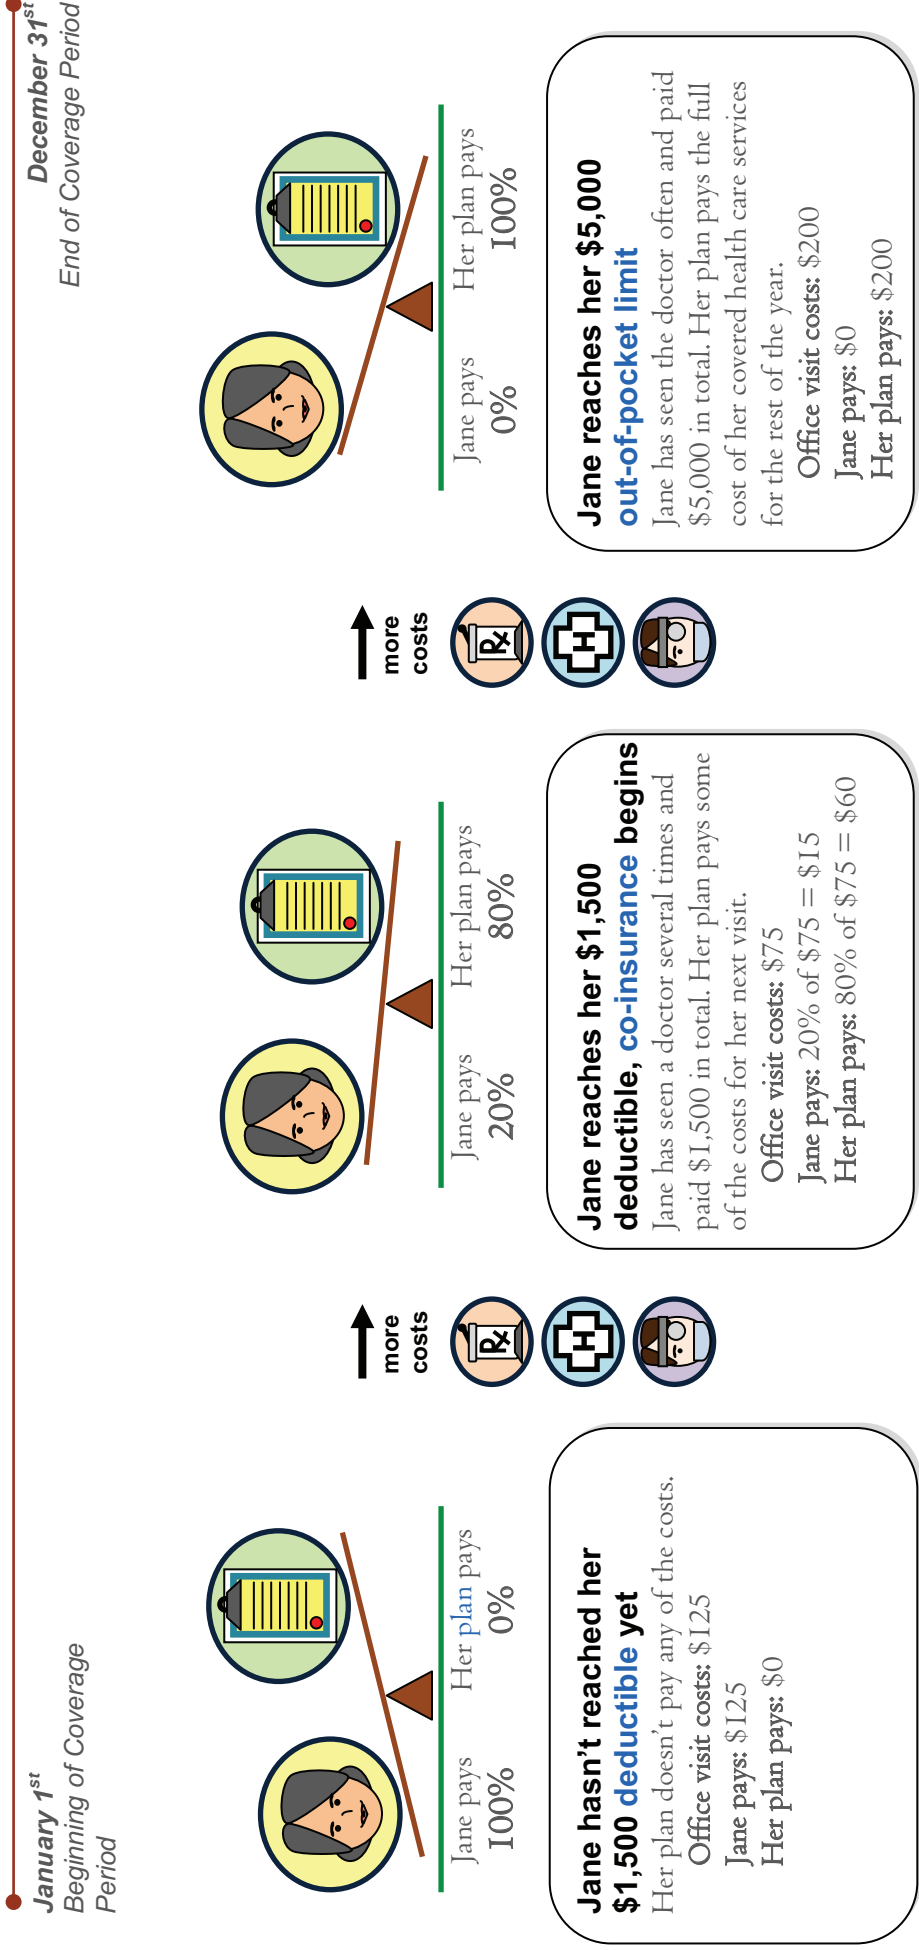 January 1st
Beginning of Coverage
Period
December 31st
End of Coverage Period
Jane pays
100%
Her plan pays
0%
Jane hasn’t reached her
$1,500 deductible yet
Her plan doesn’t pay any of the costs.
Office visit costs: $125
Jane pays: $125
Her plan pays: $0
more
costs
Rx
H
Jane pays
20%
Her plan pays
80%
Jane reaches her $1,500
deductible, co-insurance begins
Jane has seen a doctor several times and
paid $1,500 in total. Her plan pays some
of the costs for her next visit.
Office visit costs: $75
Jane pays: 20% of $75 = $15
Her plan pays: 80% of $75 = $60
more
costs
Rx
H
Jane pays
0%
Her plan pays
100%
Jane reaches her $5,000
out-of-pocket limit
Jane has seen the doctor often and paid
$5,000 in total. Her plan pays the full
cost of her covered health care services
for the rest of the year.
Office visit costs: $200
Jane pays: $0
Her plan pays: $200